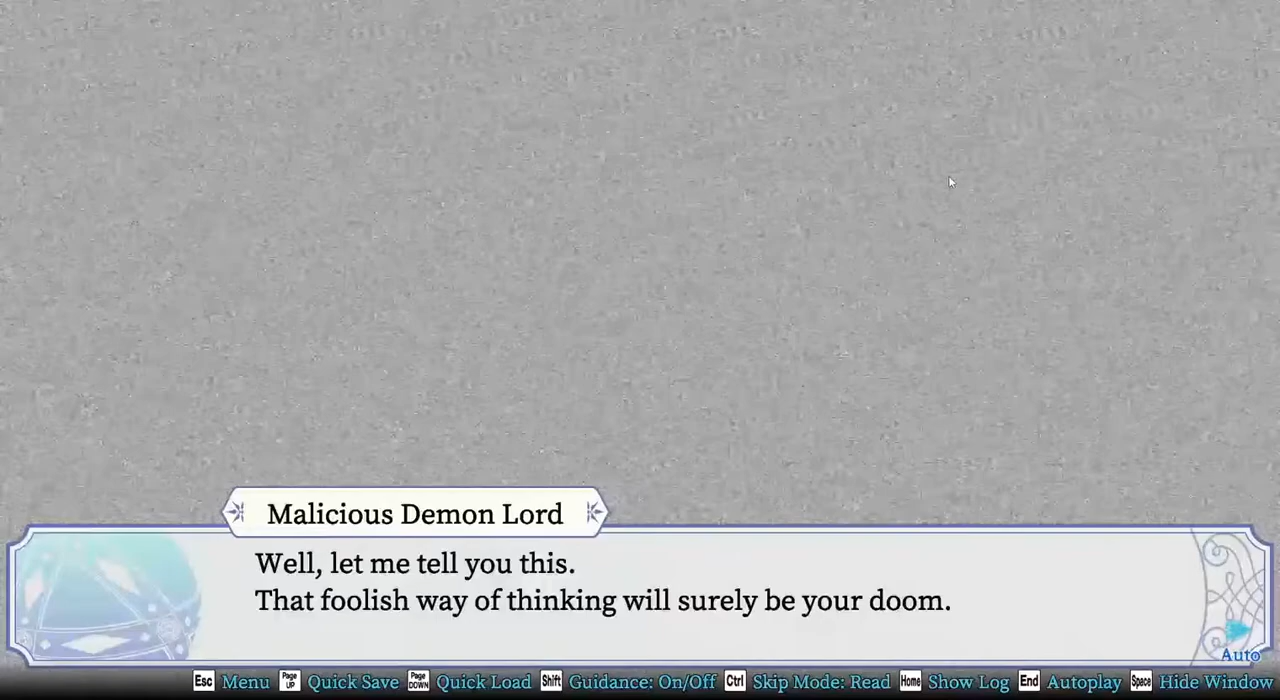 Malicious Demon Lord
Well, let me tell you this.
That foolish way of thinking will surely be your doom.
Auto
Esc Menu Page UP Quick Save Page DOWN Quick Load Shift Guidance: On/Off Ctrl Skip Mode: Read Home Show Log End Autoplay Space Hide Window